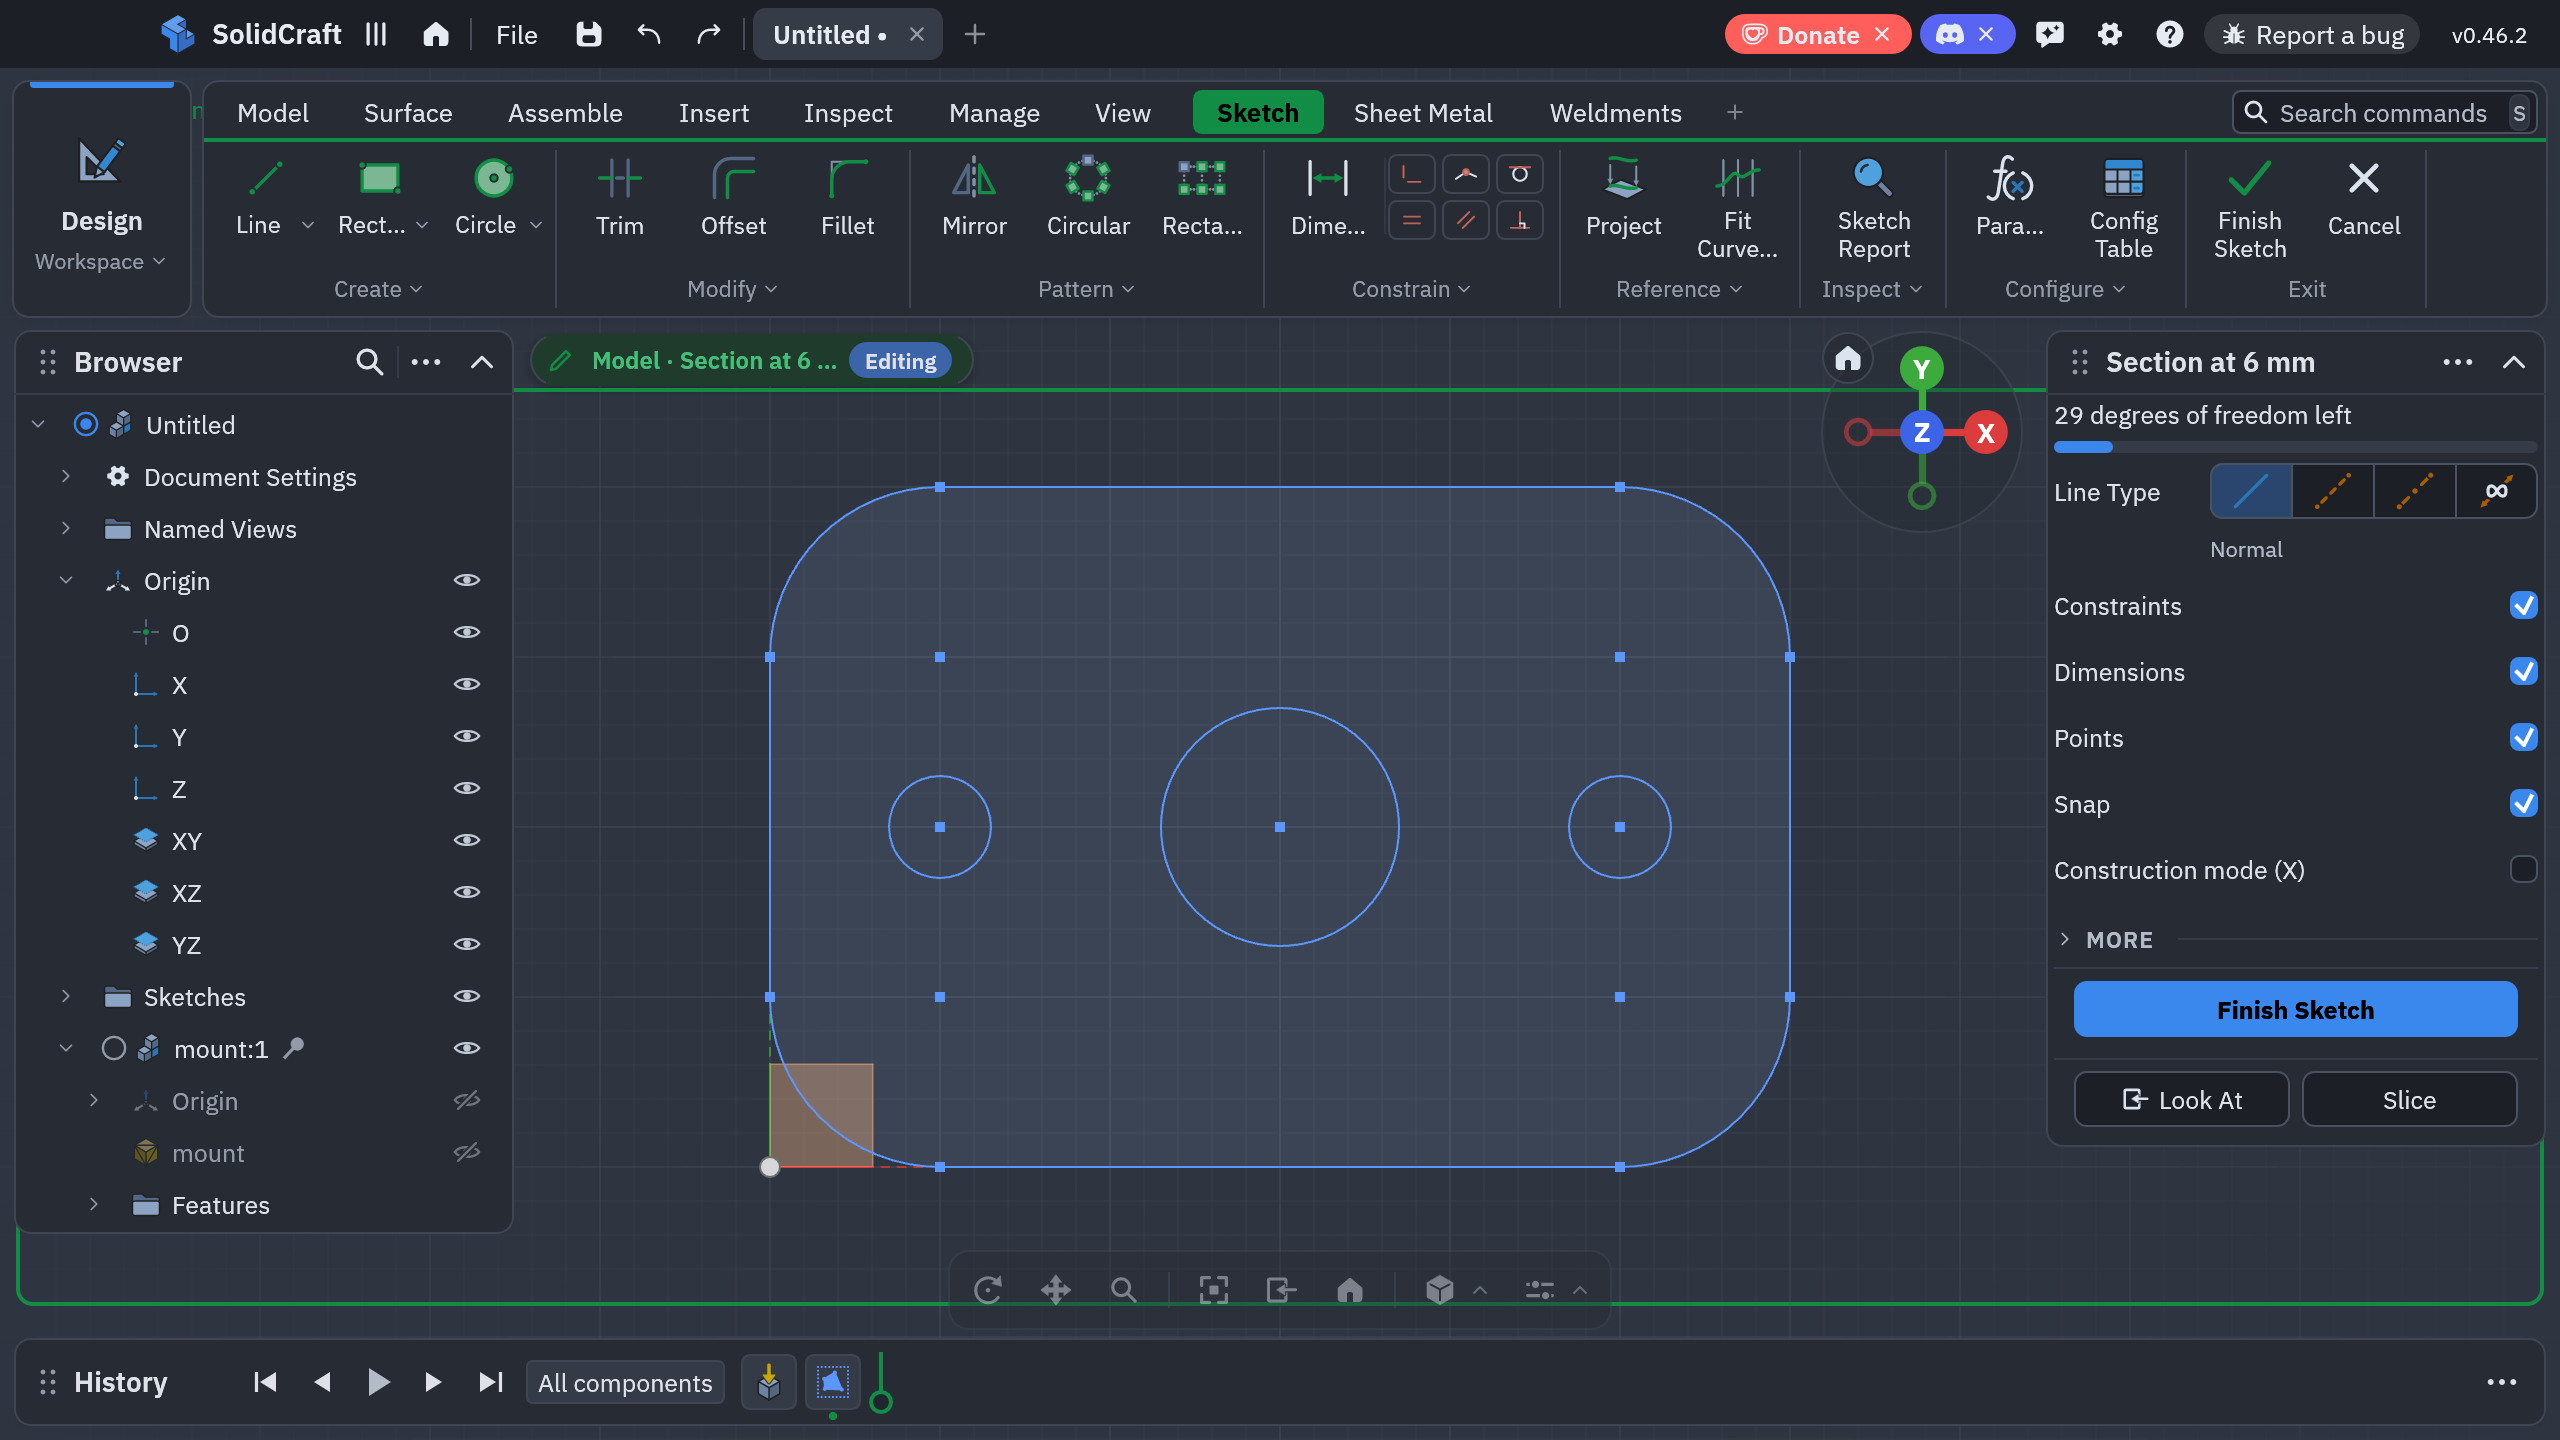 SolidCraft
File
Untitled •
Donate
Report a bug
v0.46.2
Design
Workspace
Model
Surface
Assemble
Insert
Inspect
Manage
View
Sketch
Sheet Metal
Weldments
Search commands
S
Line
Rect...
Circle
Create
Trim
Offset
Fillet
Modify
Mirror
Circular
Recta...
Pattern
Dime...
Constrain
Project
Fit
Curve...
Reference
Sketch
Report
Inspect
Para...
Config
Table
Configure
Finish
Sketch
Cancel
Exit
Browser
Untitled
Document Settings
Named Views
Origin
O
X
Y
Z
XY
XZ
YZ
Sketches
mount:1
Origin
mount
Features
Model · Section at 6 ...
Editing
Y
Z
X
Section at 6 mm
29 degrees of freedom left
Line Type
Normal
Constraints
Dimensions
Points
Snap
Construction mode (X)
MORE
Finish Sketch
Look At
Slice
History
All components